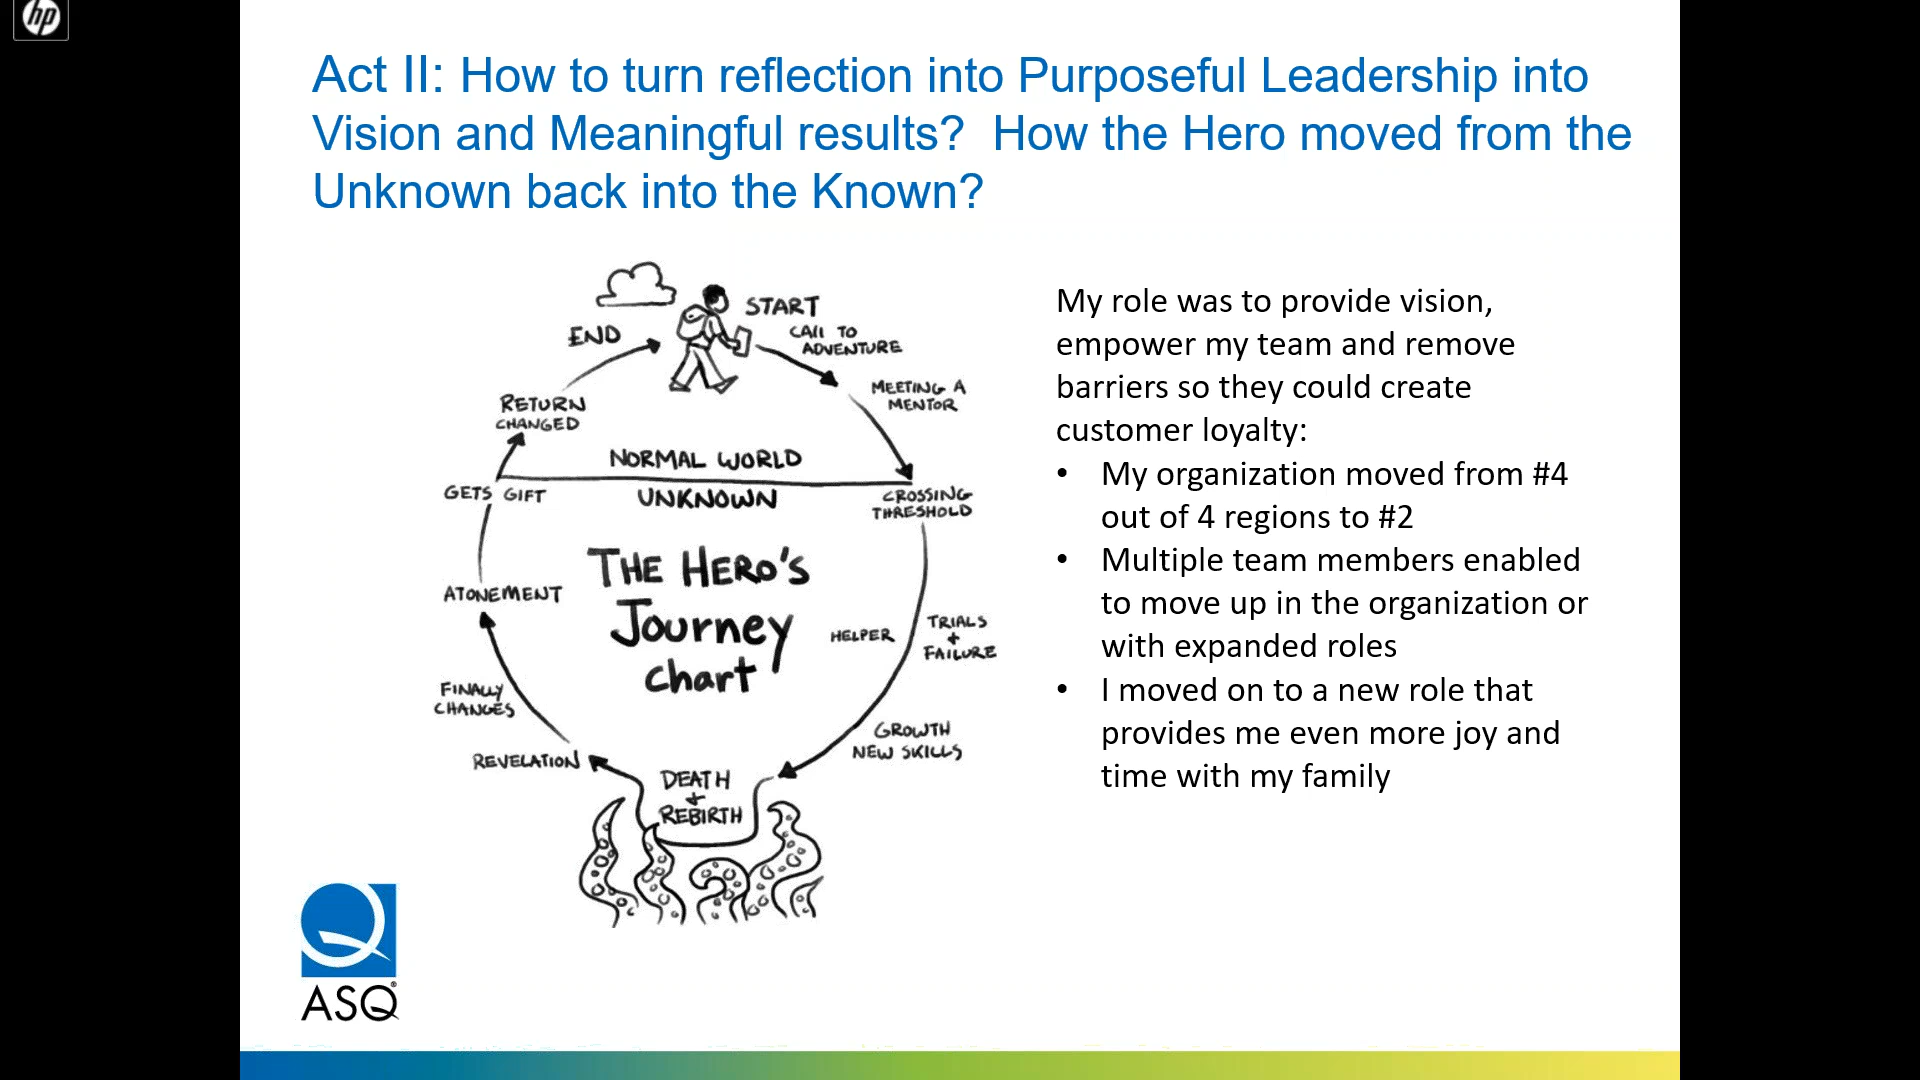 hp
Act II: How to turn reflection into Purposeful Leadership into
Vision and Meaningful results?  How the Hero moved from the
Unknown back into the Known?
START
CAll TO
ADVENTURE
MEETING A
MENTOR
CROSSING
THRESHOLD
HELPER
TRIALS
+
FAILURE
GROWTH
NEW SKILLS
DEATH
+
REBIRTH
REVELATION
FINALLY
CHANGES
ATONEMENT
GETS GIFT
RETURN
CHANGED
END
NORMAL WORLD
UNKNOWN
THE HERO'S
JOURNEY
chart
My role was to provide vision,
empower my team and remove
barriers so they could create
customer loyalty:
• My organization moved from #4
out of 4 regions to #2
• Multiple team members enabled
to move up in the organization or
with expanded roles
• I moved on to a new role that
provides me even more joy and
time with my family
ASQ®